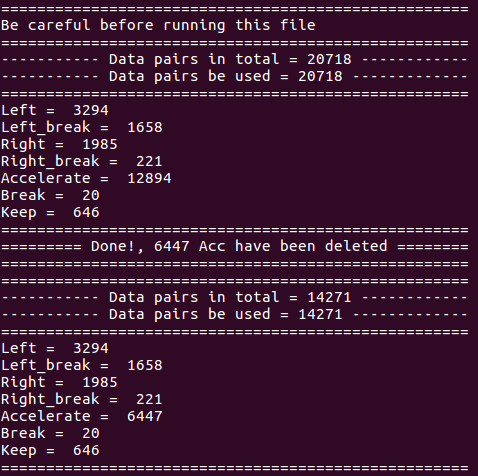 ====================================================
Be careful before running this file
====================================================
----------- Data pairs in total = 20718 ------------
----------- Data pairs be used = 20718 -------------
====================================================
Left =  3294
Left_break =  1658
Right =  1985
Right_break =  221
Accelerate =  12894
Break =  20
Keep =  646
====================================================
========= Done!, 6447 Acc have been deleted ========
====================================================
====================================================
----------- Data pairs in total = 14271 ------------
----------- Data pairs be used = 14271 -------------
====================================================
Left =  3294
Left_break =  1658
Right =  1985
Right_break =  221
Accelerate =  6447
Break =  20
Keep =  646
====================================================